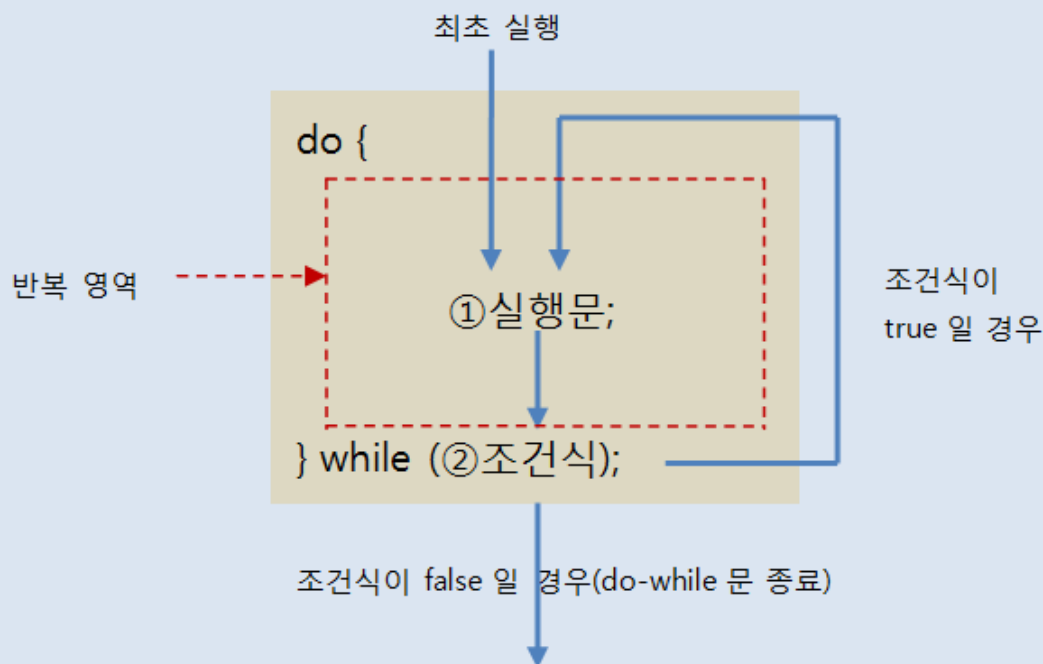 최초 실행
do {
반복 영역
①실행문;
조건식이
true 일 경우
} while (②조건식);
조건식이 false 일 경우(do-while 문 종료)